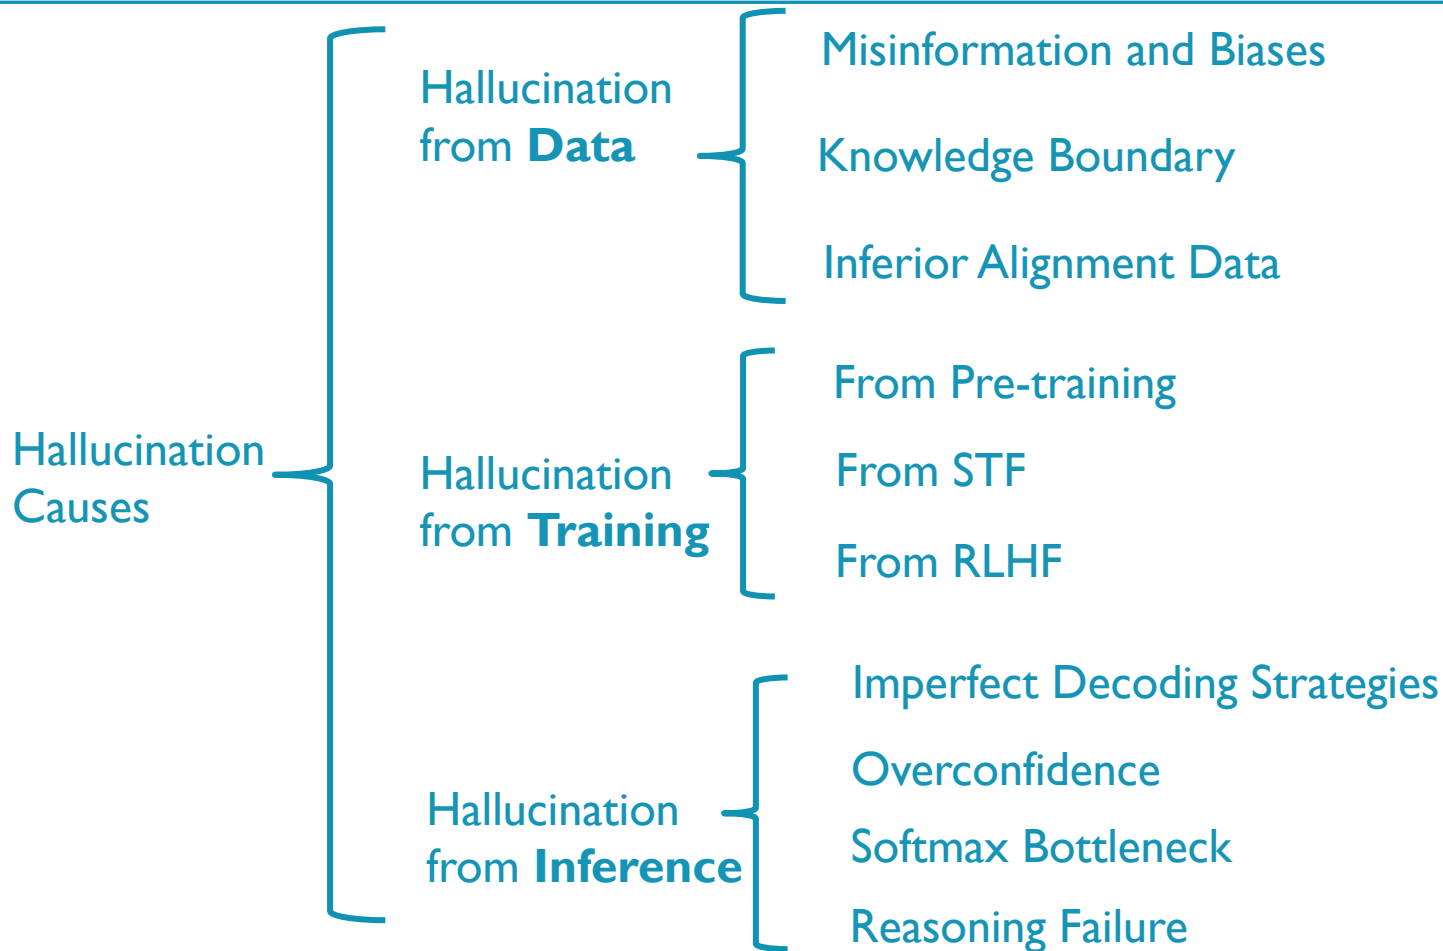 Hallucination
Causes
Hallucination
from Data
Misinformation and Biases
Knowledge Boundary
Inferior Alignment Data
Hallucination
from Training
From Pre-training
From STF
From RLHF
Hallucination
from Inference
Imperfect Decoding Strategies
Overconfidence
Softmax Bottleneck
Reasoning Failure